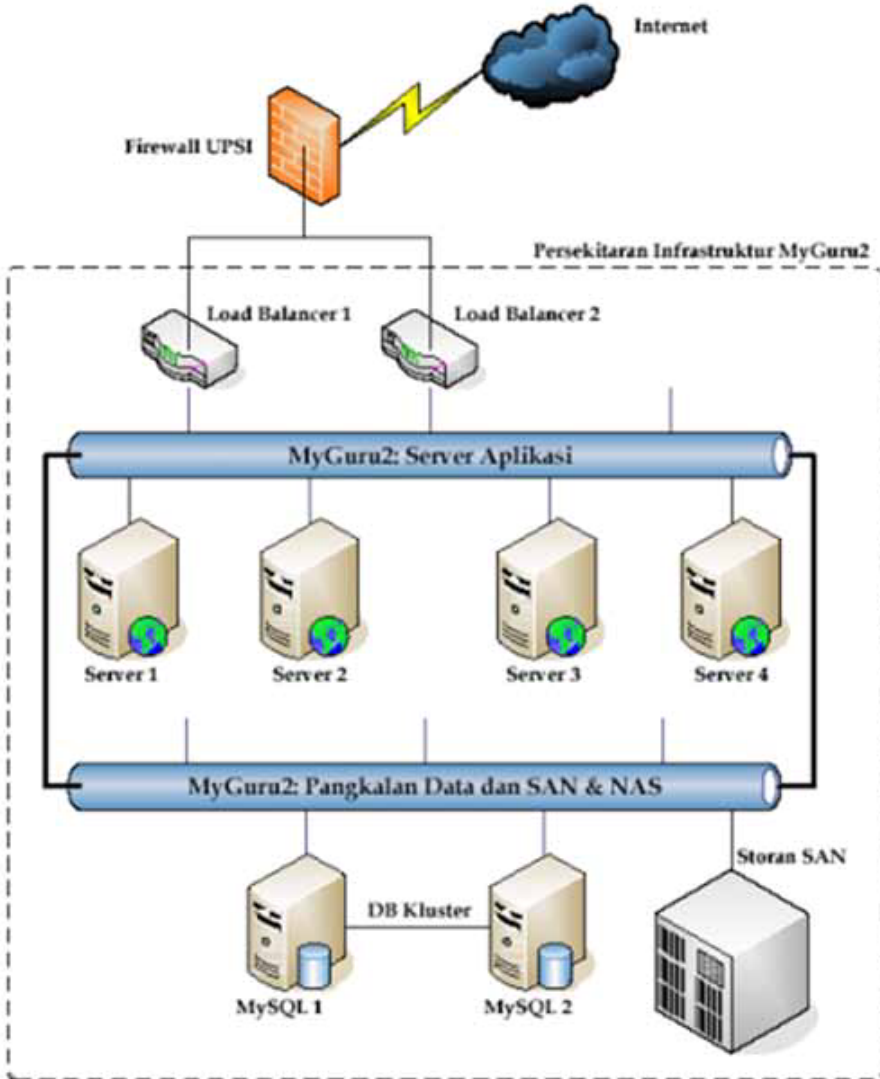 Internet
Firewall UPSI
Persekitaran Infrastruktur MyGuru2
Load Balancer 1
Load Balancer 2
MyGuru2: Server Aplikasi
Server 1
Server 2
Server 3
Server 4
MyGuru2: Pangkalan Data dan SAN & NAS
Storan SAN
DB Kluster
MySQL 1
MySQL 2